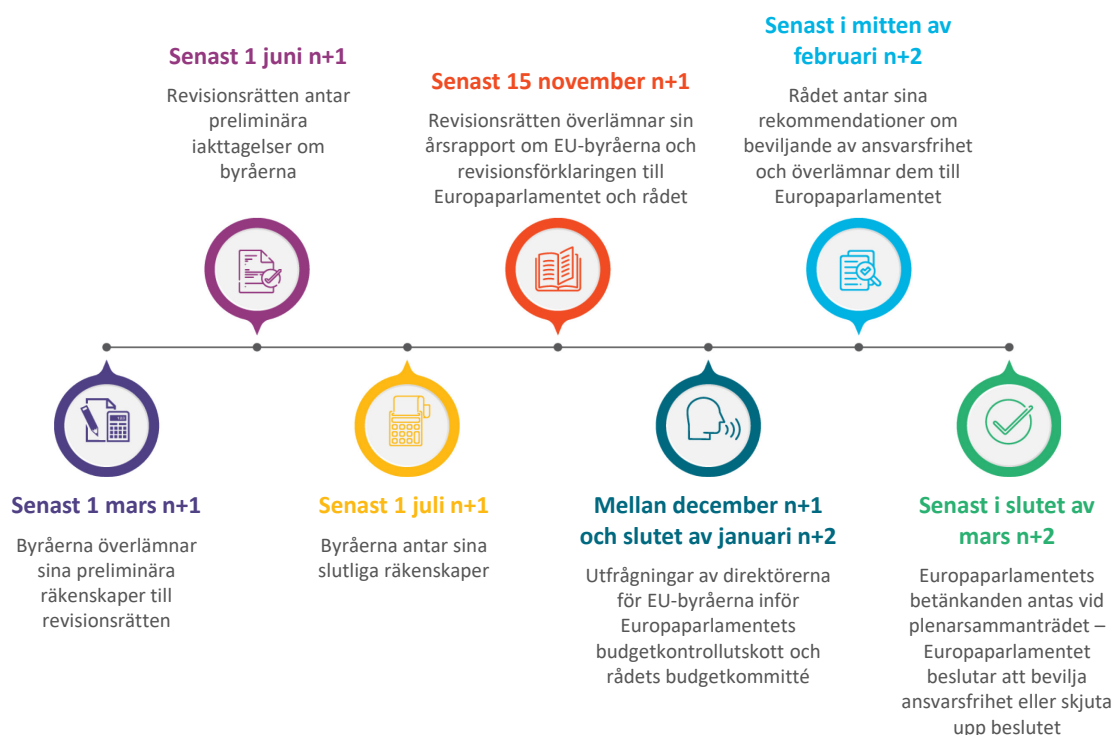 Senast 1 juni n+1
Revisionsrätten antar
preliminära
iakttagelser om
byråerna
Senast 15 november n+1
Revisionsrätten överlämnar sin
årsrapport om EU-byråerna och
revisionsförklaringen till
Europaparlamentet och rådet
Senast i mitten av
februari n+2
Rådet antar sina
rekommendationer om
beviljande av ansvarsfrihet
och överlämnar dem till
Europaparlamentet
Senast 1 mars n+1
Byråerna överlämnar
sina preliminära
räkenskaper till
revisionsrätten
Senast 1 juli n+1
Byråerna antar sina
slutliga räkenskaper
Mellan december n+1
och slutet av januari n+2
Utfrågningar av direktörerna
för EU-byråerna inför
Europaparlamentets
budgetkontrollutskott och
rådets budgetkommitté
Senast i slutet av
mars n+2
Europaparlamentets
betänkanden antas vid
plenarsammanträdet –
Europaparlamentet
beslutar att bevilja
ansvarsfrihet eller skjuta
upp beslutet